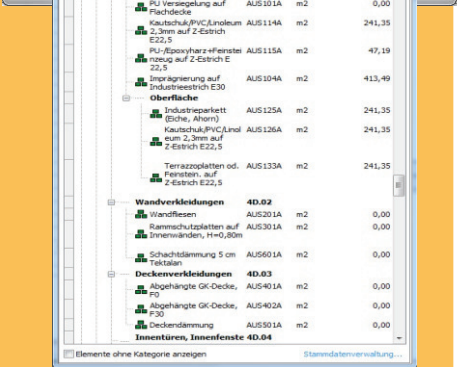 PU Versiegelung auf AUS101A m2 0,00
Flachdecke
Kautschuk/PVC/Linoleum AUS114A m2 241,35
2,3mm auf Z-Estrich
E22,5
PU-/Epoxyharz+Feinstei AUS115A m2 47,19
nzeug auf Z-Estrich E
22,5
Imprägnierung auf AUS104A m2 413,49
Industrieestrich E30
Oberfläche
Industrieparkett AUS125A m2 241,35
(Eiche, Ahorn)
Kautschuk/PVC/Linol AUS126A m2 241,35
eum 2,3mm auf
Z-Estrich E22,5
Terrazzoplatten od. AUS133A m2 241,35
Feinstein. auf
Z-Estrich E22,5
Wandverkleidungen 4D.02
Wandfliesen AUS201A m2 0,00
Rammschutzplatten auf AUS301A m2 0,00
Innenwänden, H=0,80m
Schachtdämmung 5 cm AUS601A m2 0,00
Tektalan
Deckenverkleidungen 4D.03
Abgehängte GK-Decke, AUS401A m2 0,00
F0
Abgehängte GK-Decke, AUS402A m2 0,00
F30
Deckendämmung AUS501A m2 0,00
Innentüren, Innenfenste 4D.04
Elemente ohne Kategorie anzeigen Stammdatenverwaltung...